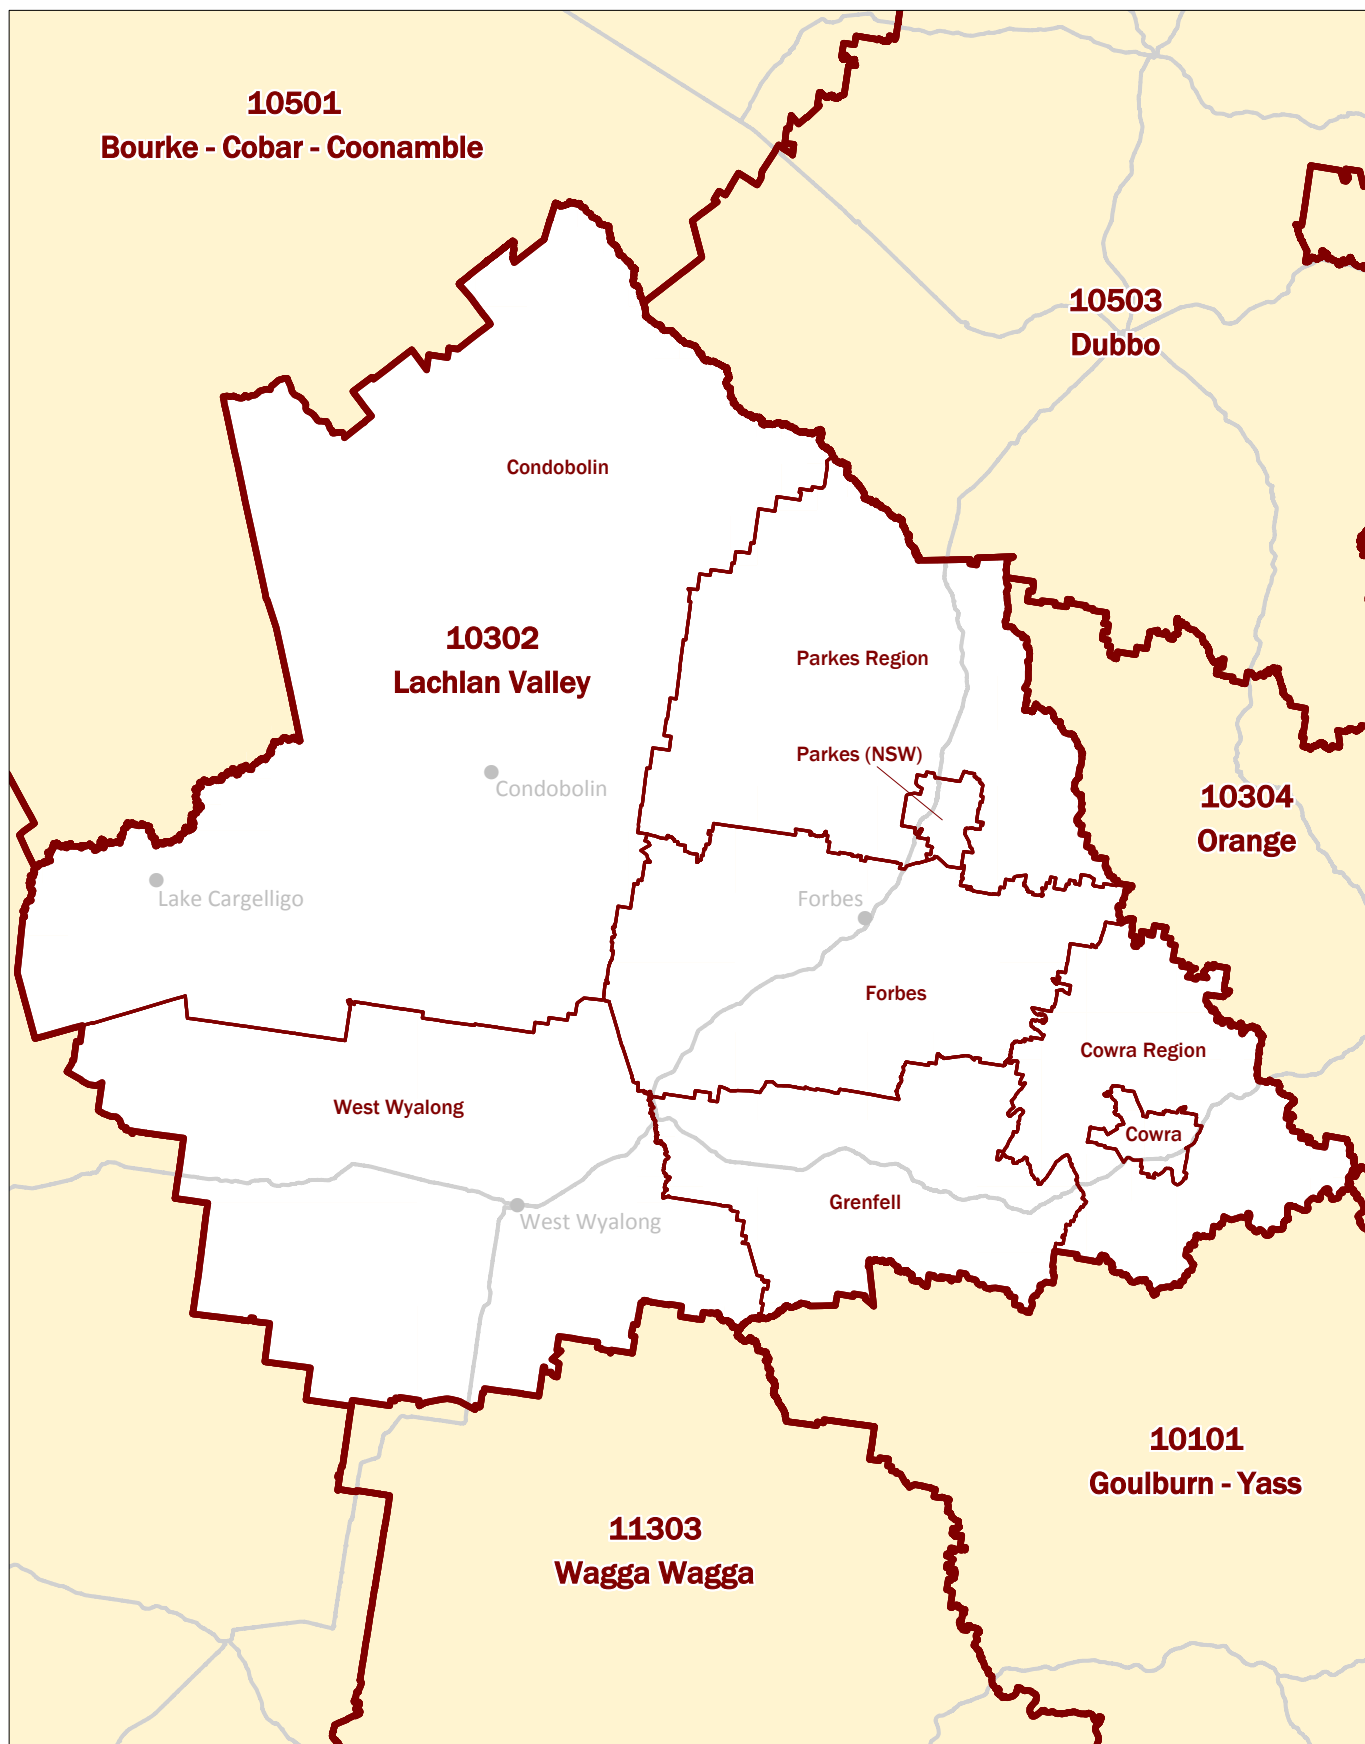 10501
Bourke - Cobar - Coonamble
10503
Dubbo
Condobolin
10302
Lachlan Valley
Parkes Region
Parkes (NSW)
Condobolin
10304
Orange
Lake Cargelligo
Forbes
Forbes
Cowra Region
West Wyalong
Cowra
Grenfell
West Wyalong
10101
Goulburn - Yass
11303
Wagga Wagga